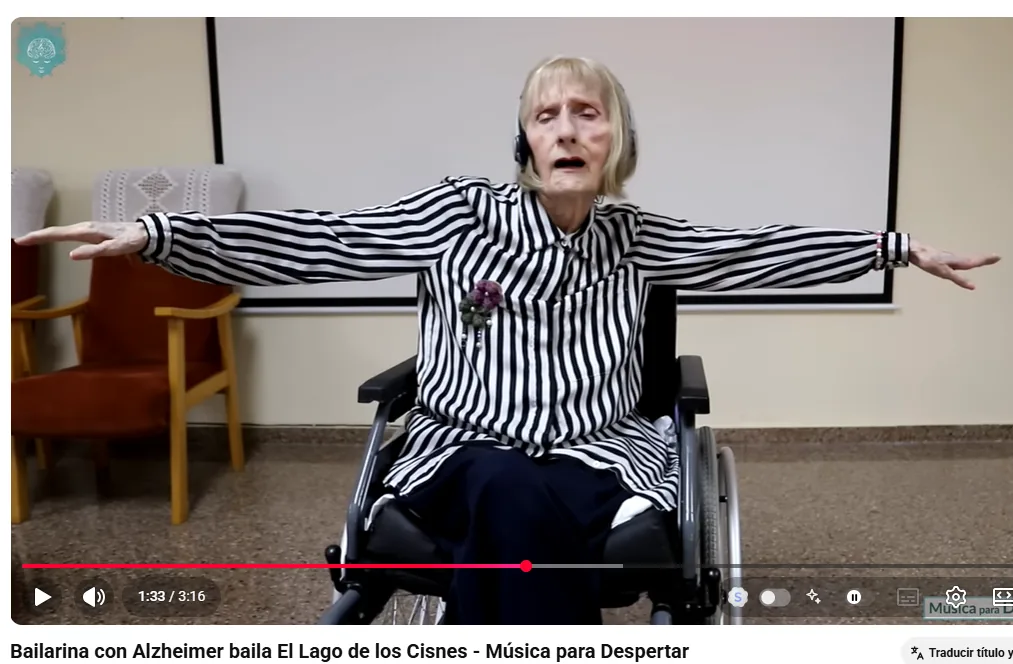 1:33 / 3:16
S
Música para D
Bailarina con Alzheimer baila El Lago de los Cisnes - Música para Despertar
Traducir título y